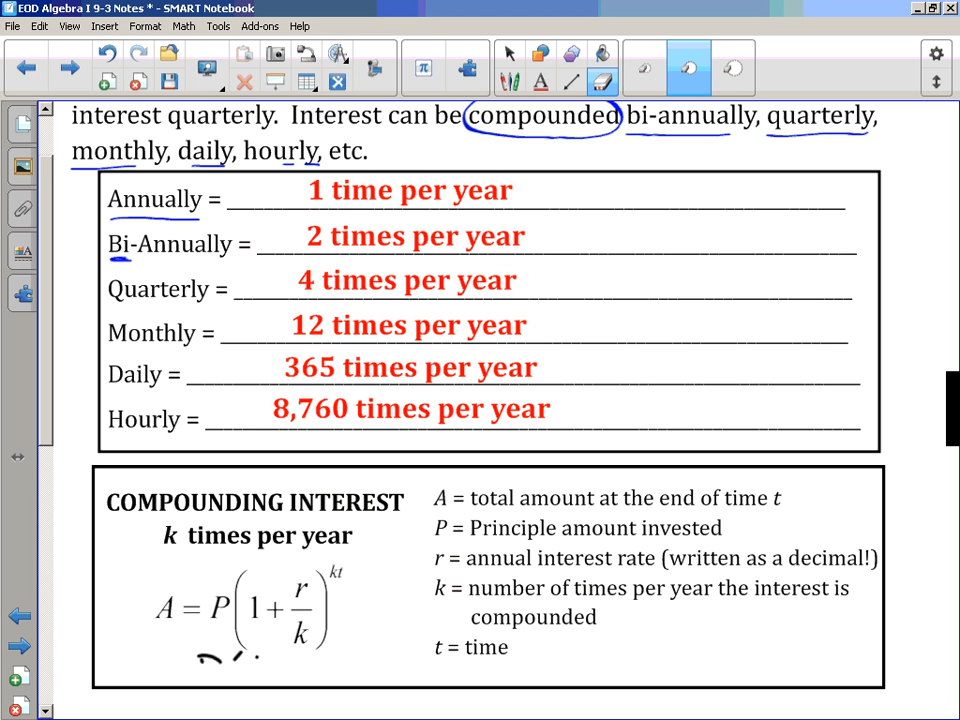 EOD Algebra I 9-3 Notes * - SMART Notebook
File Edit View Insert Format Math Tools Add-ons Help
π
A
interest quarterly. Interest can be compounded bi-annually, quarterly,
monthly, daily, hourly, etc.
Annually = 1 time per year
Bi-Annually = 2 times per year
Quarterly = 4 times per year
Monthly = 12 times per year
Daily = 365 times per year
Hourly = 8,760 times per year
COMPOUNDING INTEREST
k times per year
A = P(1 + r/k)^kt
A = total amount at the end of time t
P = Principle amount invested
r = annual interest rate (written as a decimal!)
k = number of times per year the interest is
compounded
t = time